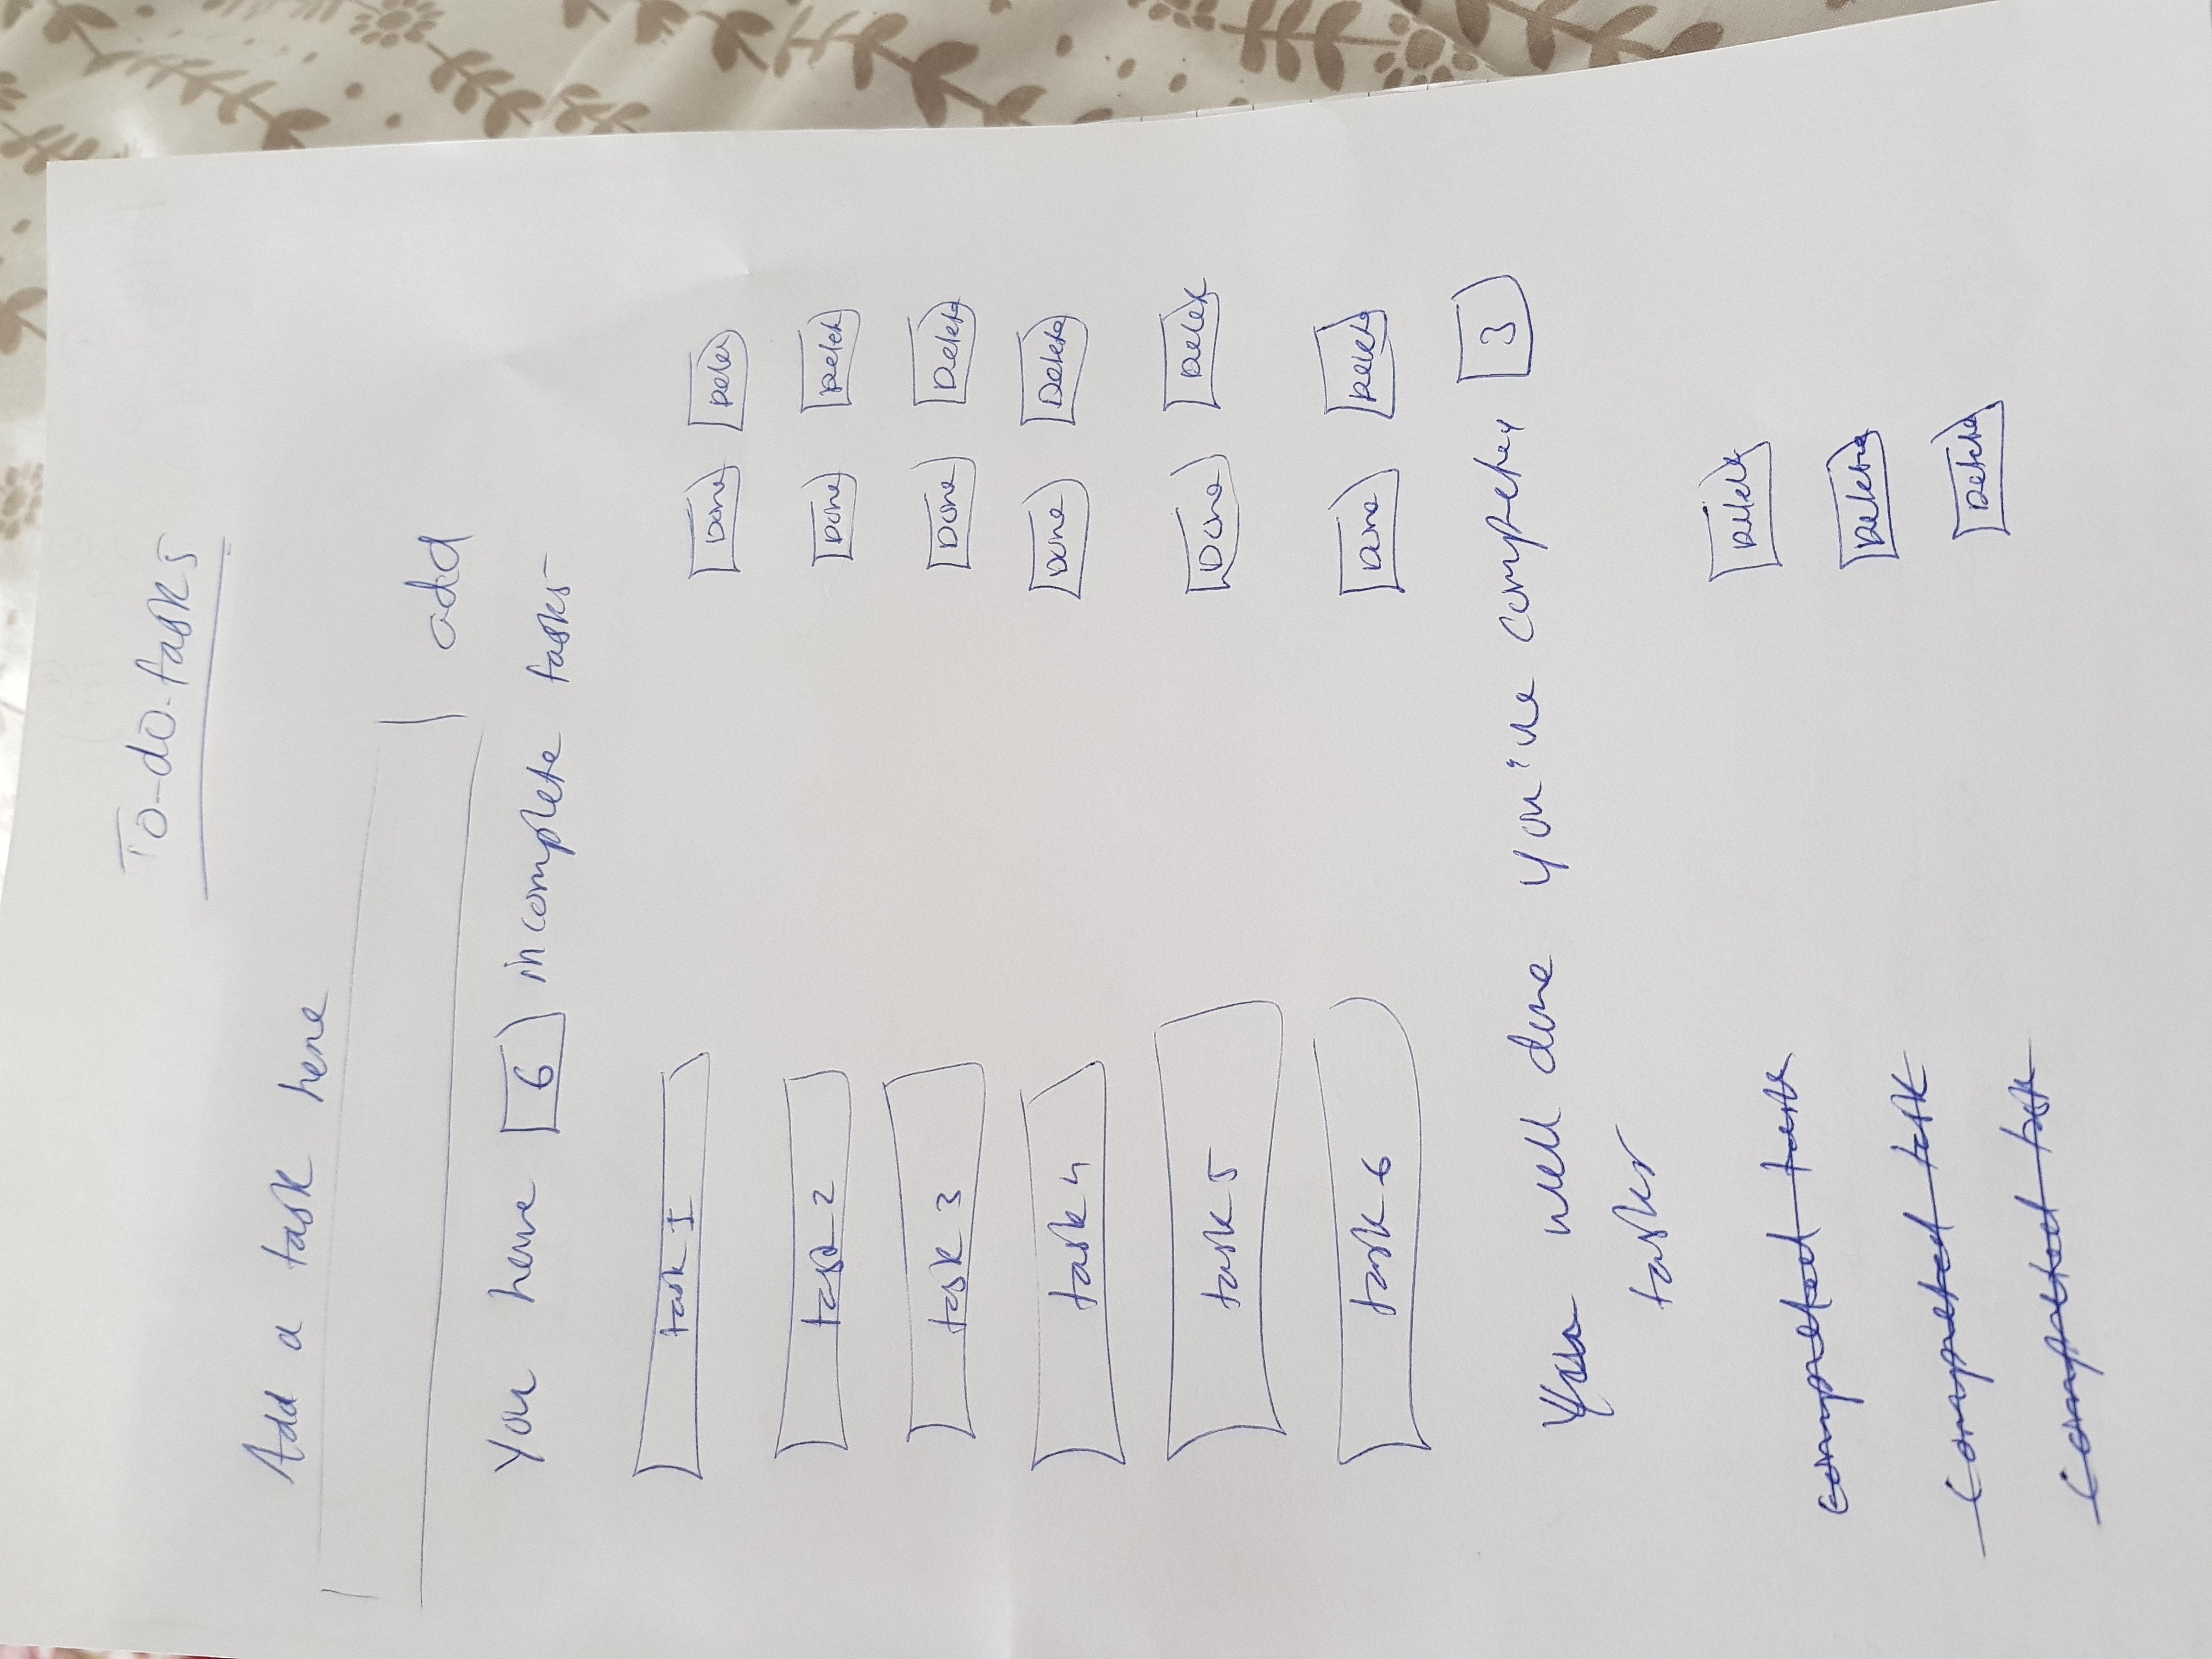 To-do-tasks
Add a task here
add
You have 6 incomplete tasks
task 1 Done Delete
task 2 Done Delete
task 3 Done Delete
task 4 Done Delete
task 5 Done Delete
task 6 Done Delete
You well done you've completed 3
tasks
completed task Delete
Completed task Delete
Completed task Delete